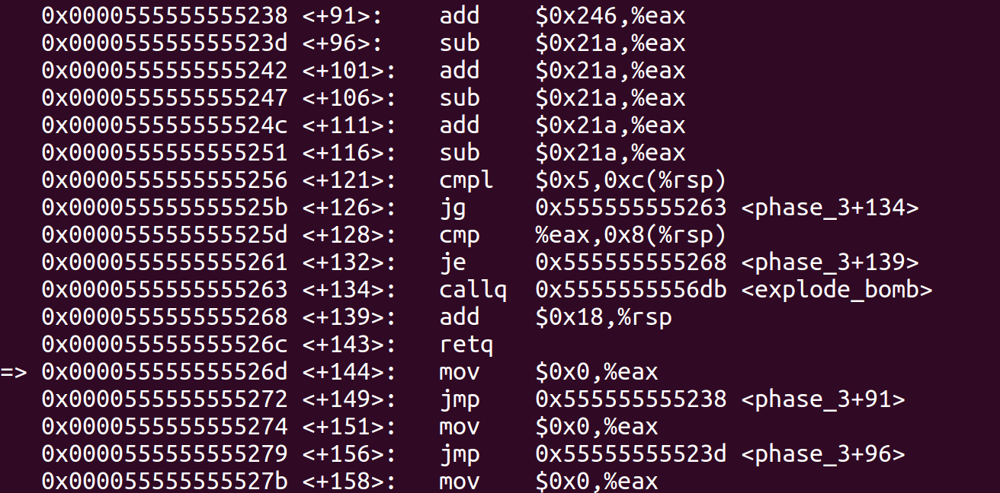 0x0000555555555238 <+91>: add $0x246,%eax
0x000055555555523d <+96>: sub $0x21a,%eax
0x0000555555555242 <+101>: add $0x21a,%eax
0x0000555555555247 <+106>: sub $0x21a,%eax
0x000055555555524c <+111>: add $0x21a,%eax
0x0000555555555251 <+116>: sub $0x21a,%eax
0x0000555555555256 <+121>: cmpl $0x5,0xc(%rsp)
0x000055555555525b <+126>: jg 0x555555555263 <phase_3+134>
0x000055555555525d <+128>: cmp %eax,0x8(%rsp)
0x0000555555555261 <+132>: je 0x555555555268 <phase_3+139>
0x0000555555555263 <+134>: callq 0x5555555556db <explode_bomb>
0x0000555555555268 <+139>: add $0x18,%rsp
0x000055555555526c <+143>: retq
=> 0x000055555555526d <+144>: mov $0x0,%eax
0x0000555555555272 <+149>: jmp 0x555555555238 <phase_3+91>
0x0000555555555274 <+151>: mov $0x0,%eax
0x0000555555555279 <+156>: jmp 0x55555555523d <phase_3+96>
0x000055555555527b <+158>: mov $0x0,%eax